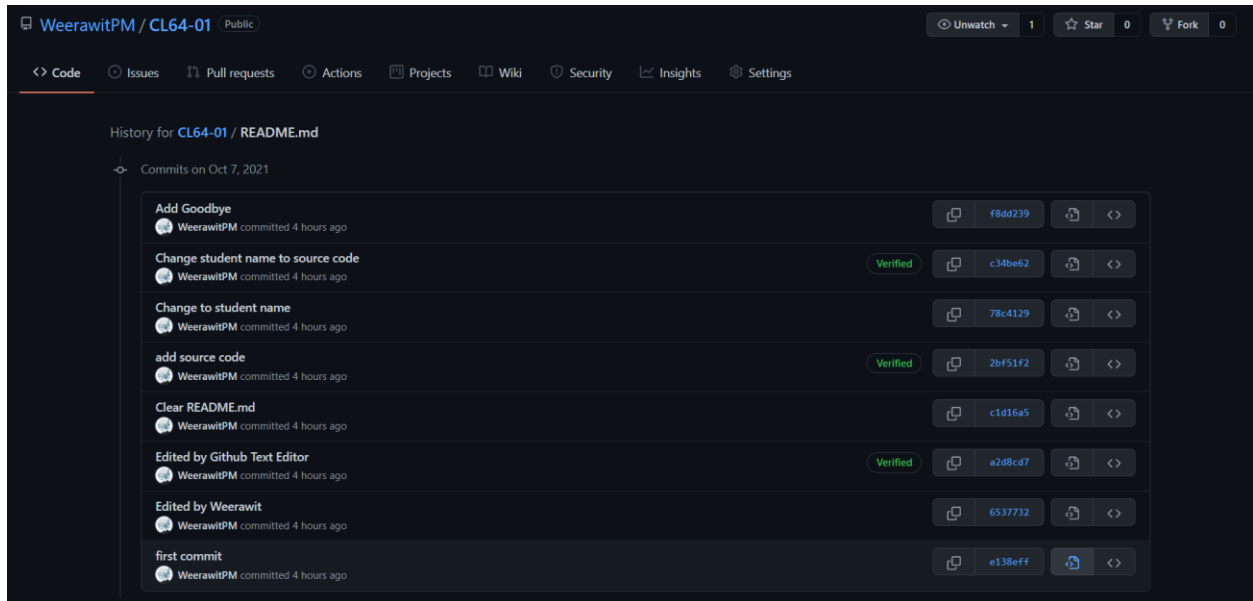 WeerawitPM / CL64-01 Public
Unwatch 1 Star 0 Fork 0
Code Issues Pull requests Actions Projects Wiki Security Insights Settings
History for CL64-01 / README.md
Commits on Oct 7, 2021
Add Goodbye
WeerawitPM committed 4 hours ago
f8dd239
Change student name to source code
WeerawitPM committed 4 hours ago
Verified c34be62
Change to student name
WeerawitPM committed 4 hours ago
78c4129
add source code
WeerawitPM committed 4 hours ago
Verified 2bf51f2
Clear README.md
WeerawitPM committed 4 hours ago
c1d16a5
Edited by Github Text Editor
WeerawitPM committed 4 hours ago
Verified a2d8cd7
Edited by Weerawit
WeerawitPM committed 4 hours ago
6537732
first commit
WeerawitPM committed 4 hours ago
e138eff